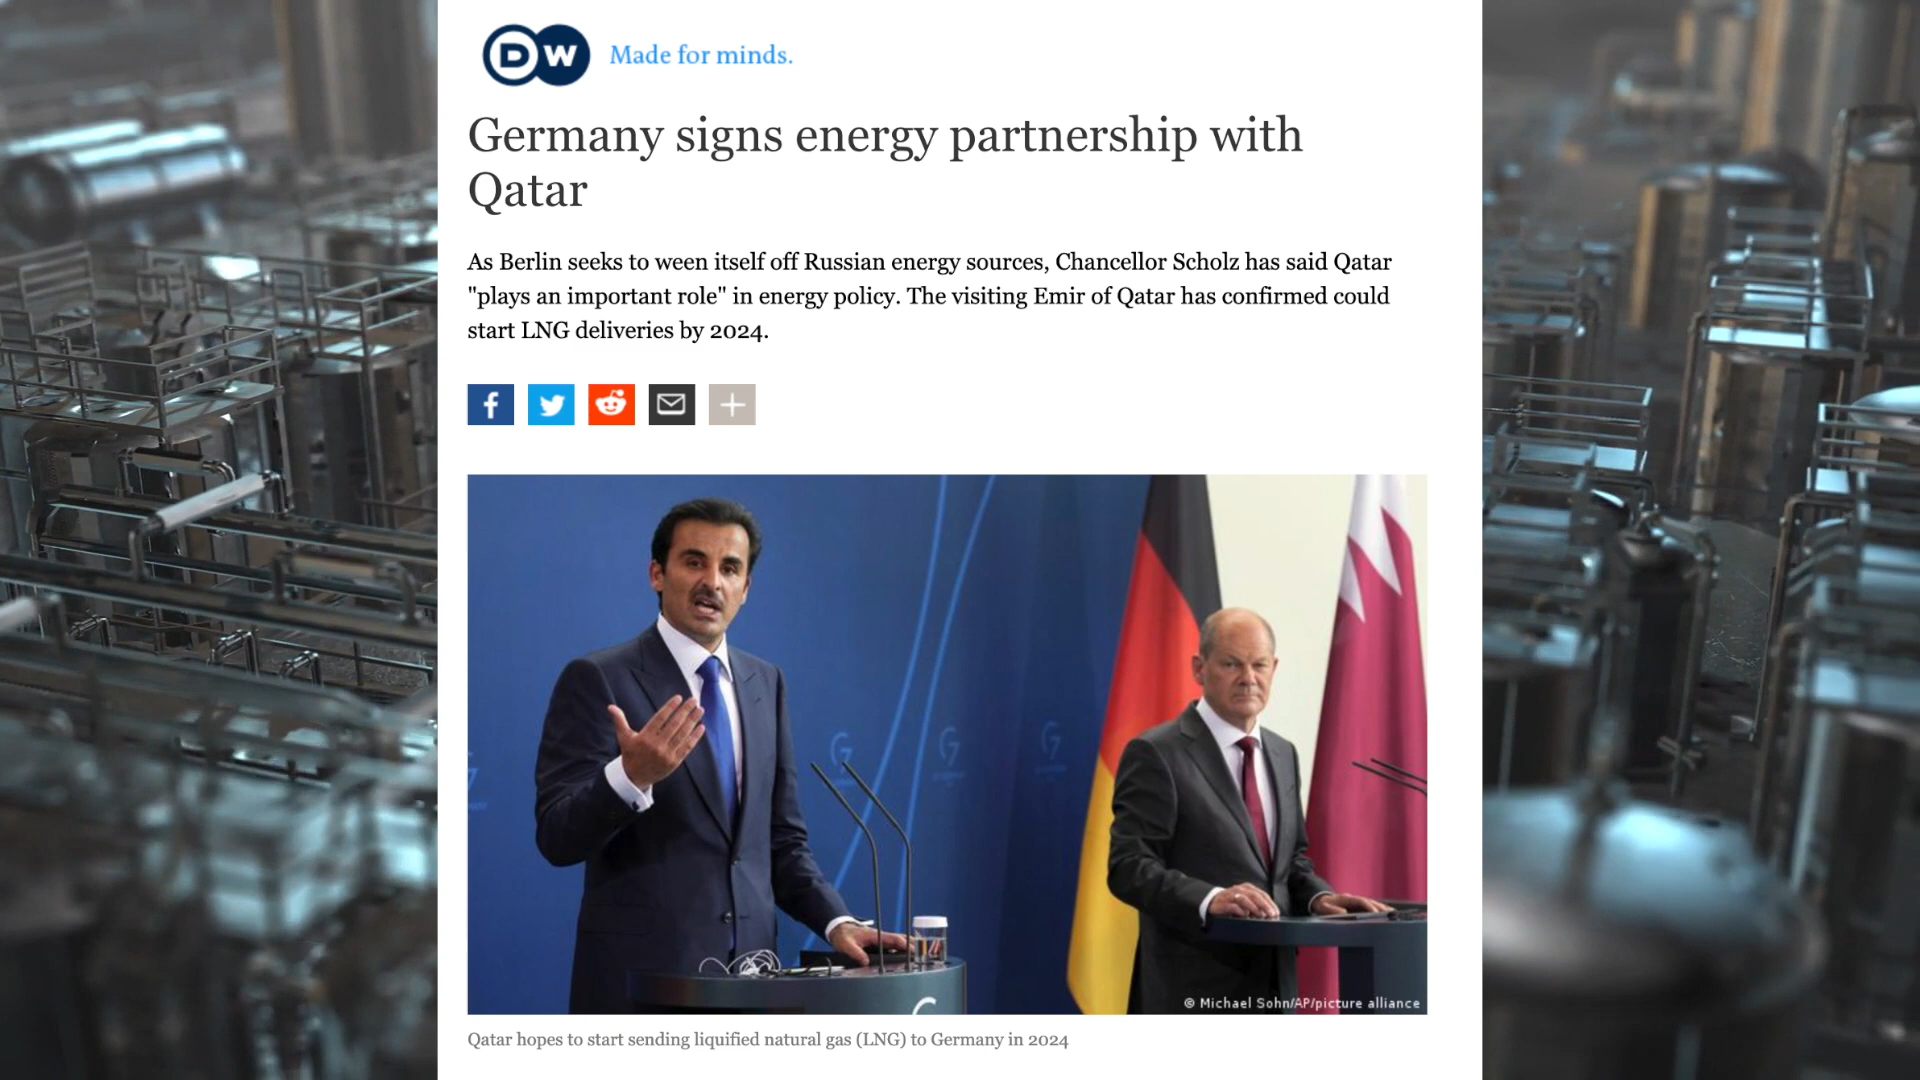 DW Made for minds.
Germany signs energy partnership with
Qatar
As Berlin seeks to ween itself off Russian energy sources, Chancellor Scholz has said Qatar
"plays an important role" in energy policy. The visiting Emir of Qatar has confirmed could
start LNG deliveries by 2024.
G7
G7
G7
© Michael Sohn/AP/picture alliance
Qatar hopes to start sending liquified natural gas (LNG) to Germany in 2024